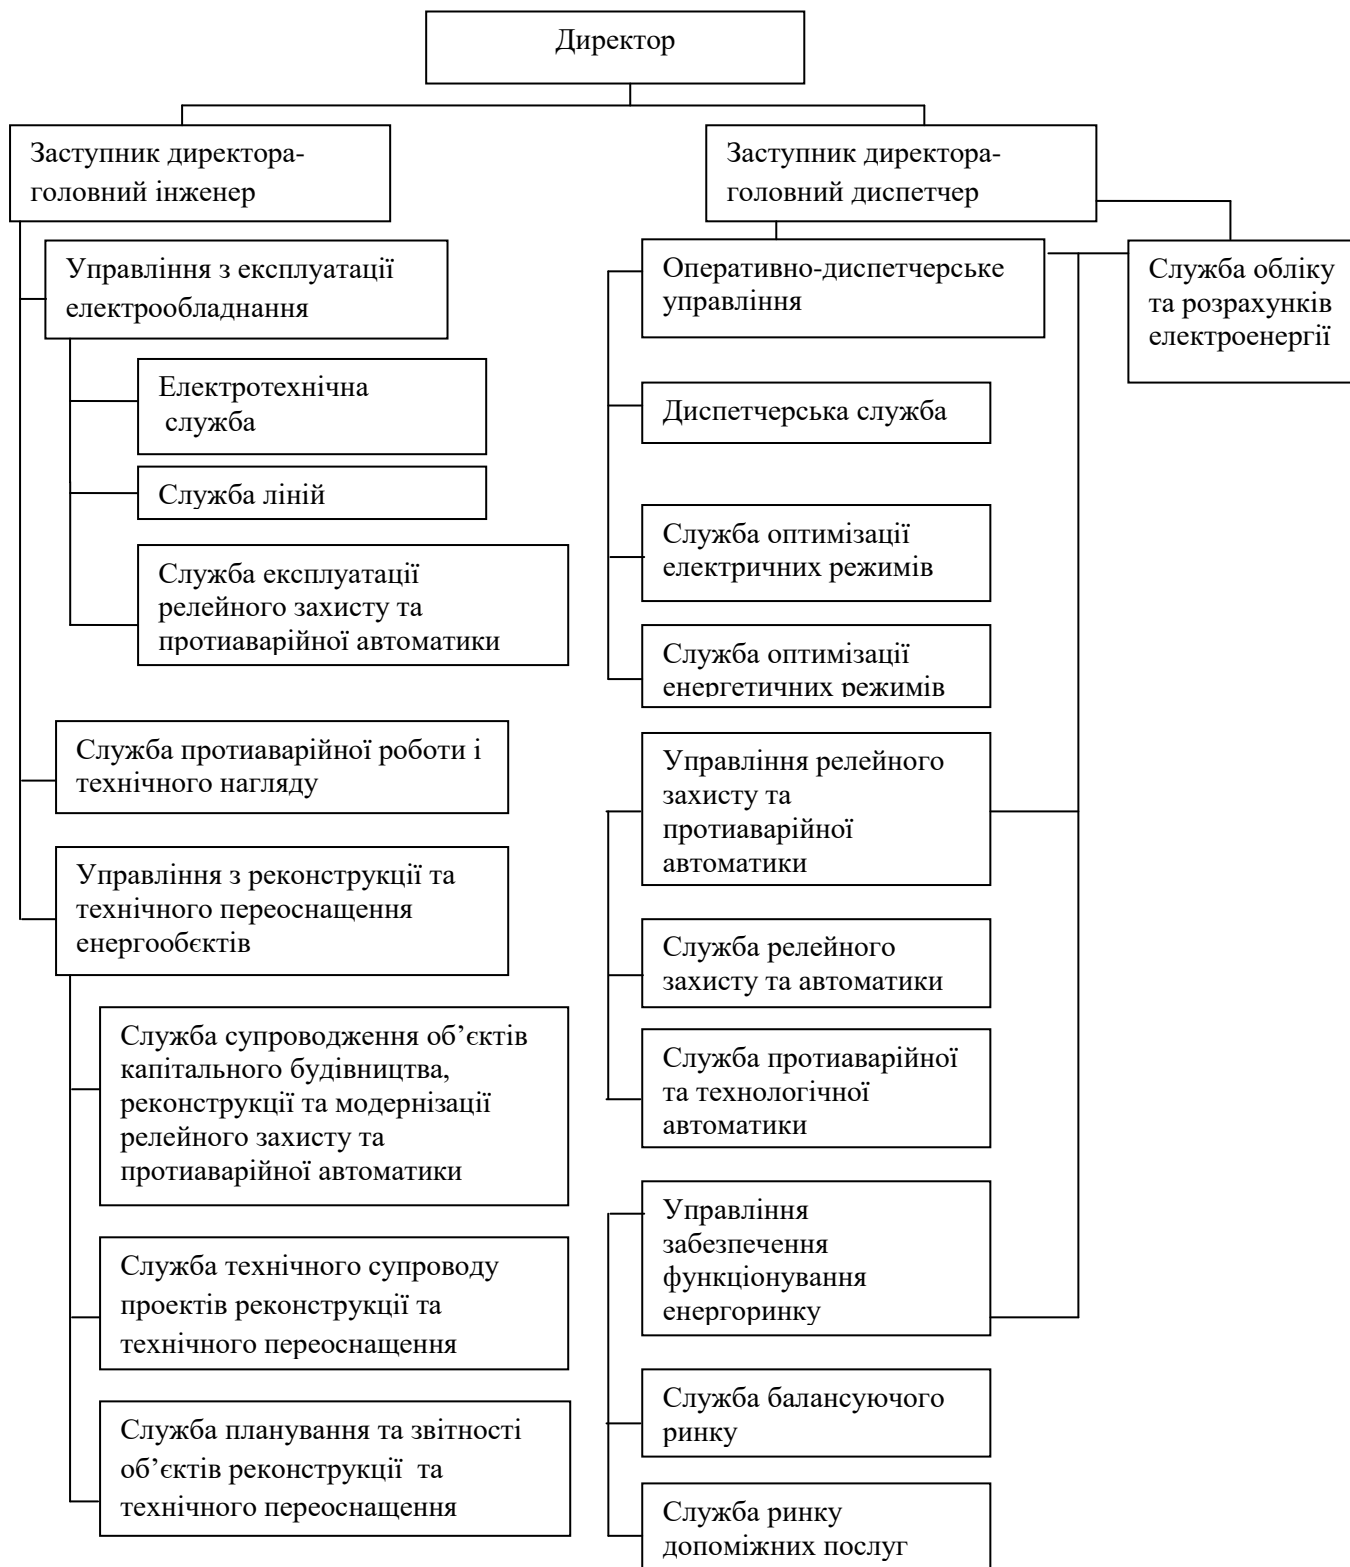 Директор
Заступник директора-
головний інженер
Управління з експлуатації
електрообладнання
Електротехнічна
служба
Служба ліній
Служба експлуатації
релейного захисту та
протиаварійної автоматики
Служба протиаварійної роботи і
технічного нагляду
Управління з реконструкції та
технічного переоснащення
енергообєктів
Служба супроводження об’єктів
капітального будівництва,
реконструкції та модернізації
релейного захисту та
протиаварійної автоматики
Служба технічного супроводу
проектів реконструкції та
технічного переоснащення
Служба планування та звітності
об’єктів реконструкції та
технічного переоснащення
Заступник директора-
головний диспетчер
Оперативно-диспетчерське
управління
Служба обліку
та розрахунків
електроенергії
Диспетчерська служба
Служба оптимізації
електричних режимів
Служба оптимізації
енергетичних режимів
Управління релейного
захисту та
протиаварійної
автоматики
Служба релейного
захисту та автоматики
Служба протиаварійної
та технологічної
автоматики
Управління
забезпечення
функціонування
енергоринку
Служба балансуючого
ринку
Служба ринку
допоміжних послуг